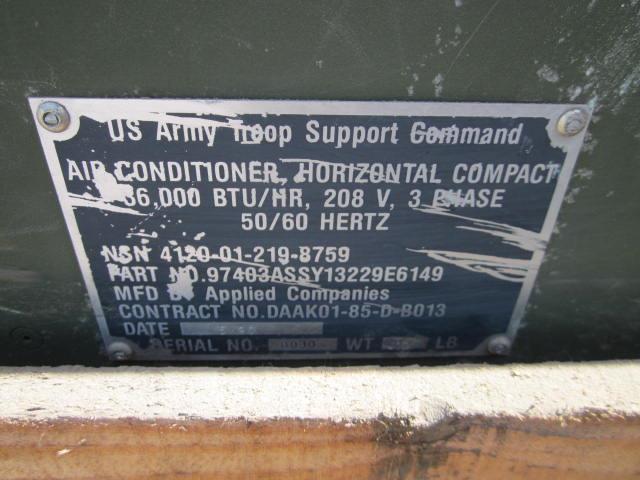 US Army Troop Support Command
AIR CONDITIONER, HORIZONTAL COMPACT
36,000 BTU/HR, 208 V, 3 PHASE
50/60 HERTZ
NSN 4120-01-219-8759
PART NO.97403ASSY13229E6149
MFD BY Applied Companies
CONTRACT NO.DAAK01-85-D-B013
DATE
SERIAL NO. WT LB